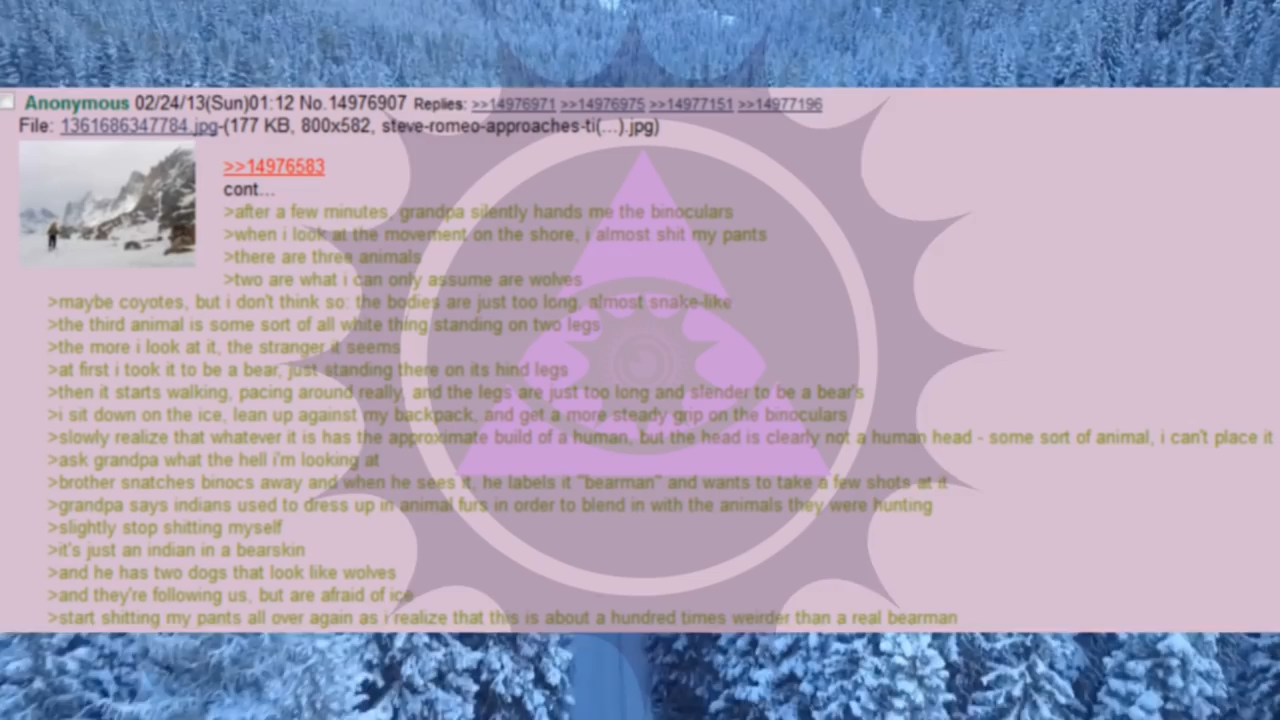 Anonymous 02/24/13(Sun)01:12 No.14976907 Replies: >>14976971 >>14976975 >>14977151 >>14977196
File: 1361686347784.jpg-(177 KB, 800x582, steve-romeo-approaches-ti(...).jpg)
>>14976583
cont...
>after a few minutes, grandpa silently hands me the binoculars
>when i look at the movement on the shore, i almost shit my pants
>there are three animals
>two are what i can only assume are wolves
>maybe coyotes, but i don't think so: the bodies are just too long, almost snake-like
>the third animal is some sort of all white thing standing on two legs
>the more i look at it, the stranger it seems
>at first i took it to be a bear, just standing there on its hind legs
>then it starts walking, pacing around really, and the legs are just too long and slender to be a bear's
>i sit down on the ice, lean up against my backpack, and get a more steady grip on the binoculars
>slowly realize that whatever it is has the approximate build of a human, but the head is clearly not a human head - some sort of animal, i can't place it
>ask grandpa what the hell i'm looking at
>brother snatches binocs away and when he sees it, he labels it "bearman" and wants to take a few shots at it
>grandpa says indians used to dress up in animal furs in order to blend in with the animals they were hunting
>slightly stop shitting myself
>it's just an indian in a bearskin
>and he has two dogs that look like wolves
>and they're following us, but are afraid of ice
>start shitting my pants all over again as i realize that this is about a hundred times weirder than a real bearman